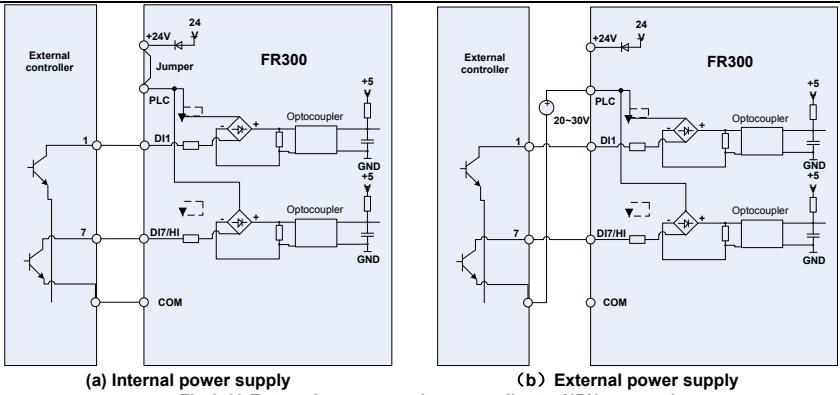 External
controller
+24V
24
V
Jumper
FR300
PLC
+5
V
Optocoupler
-
+
1
DI1
GND
+5
V
Optocoupler
-
+
7
DI7/HI
GND
COM
(a) Internal power supply
External
controller
+24V
24
V
FR300
PLC
+
20~30V
+5
V
Optocoupler
-
+
1
DI1
GND
+5
V
Optocoupler
-
+
7
DI7/HI
GND
COM
（b）External power supply